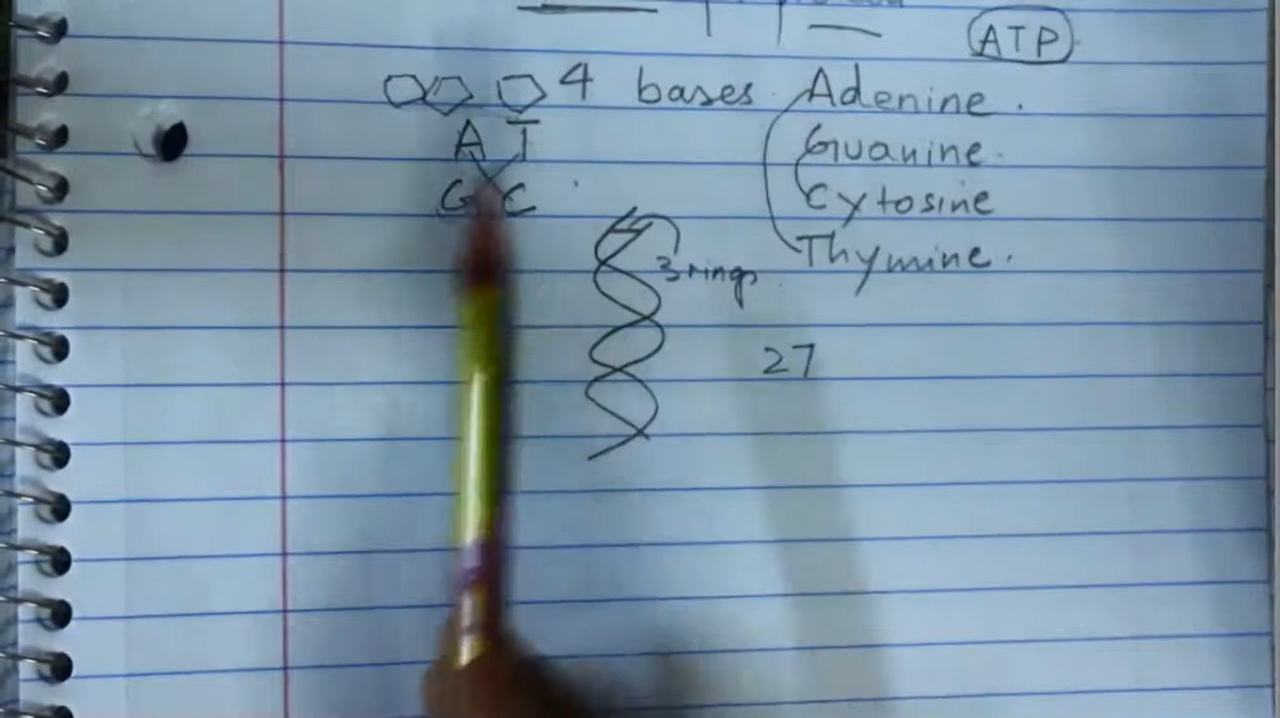 ATP
4 bases. Adenine.
A T Guanine.
G C Cytosine
3 rings. Thymine.
27